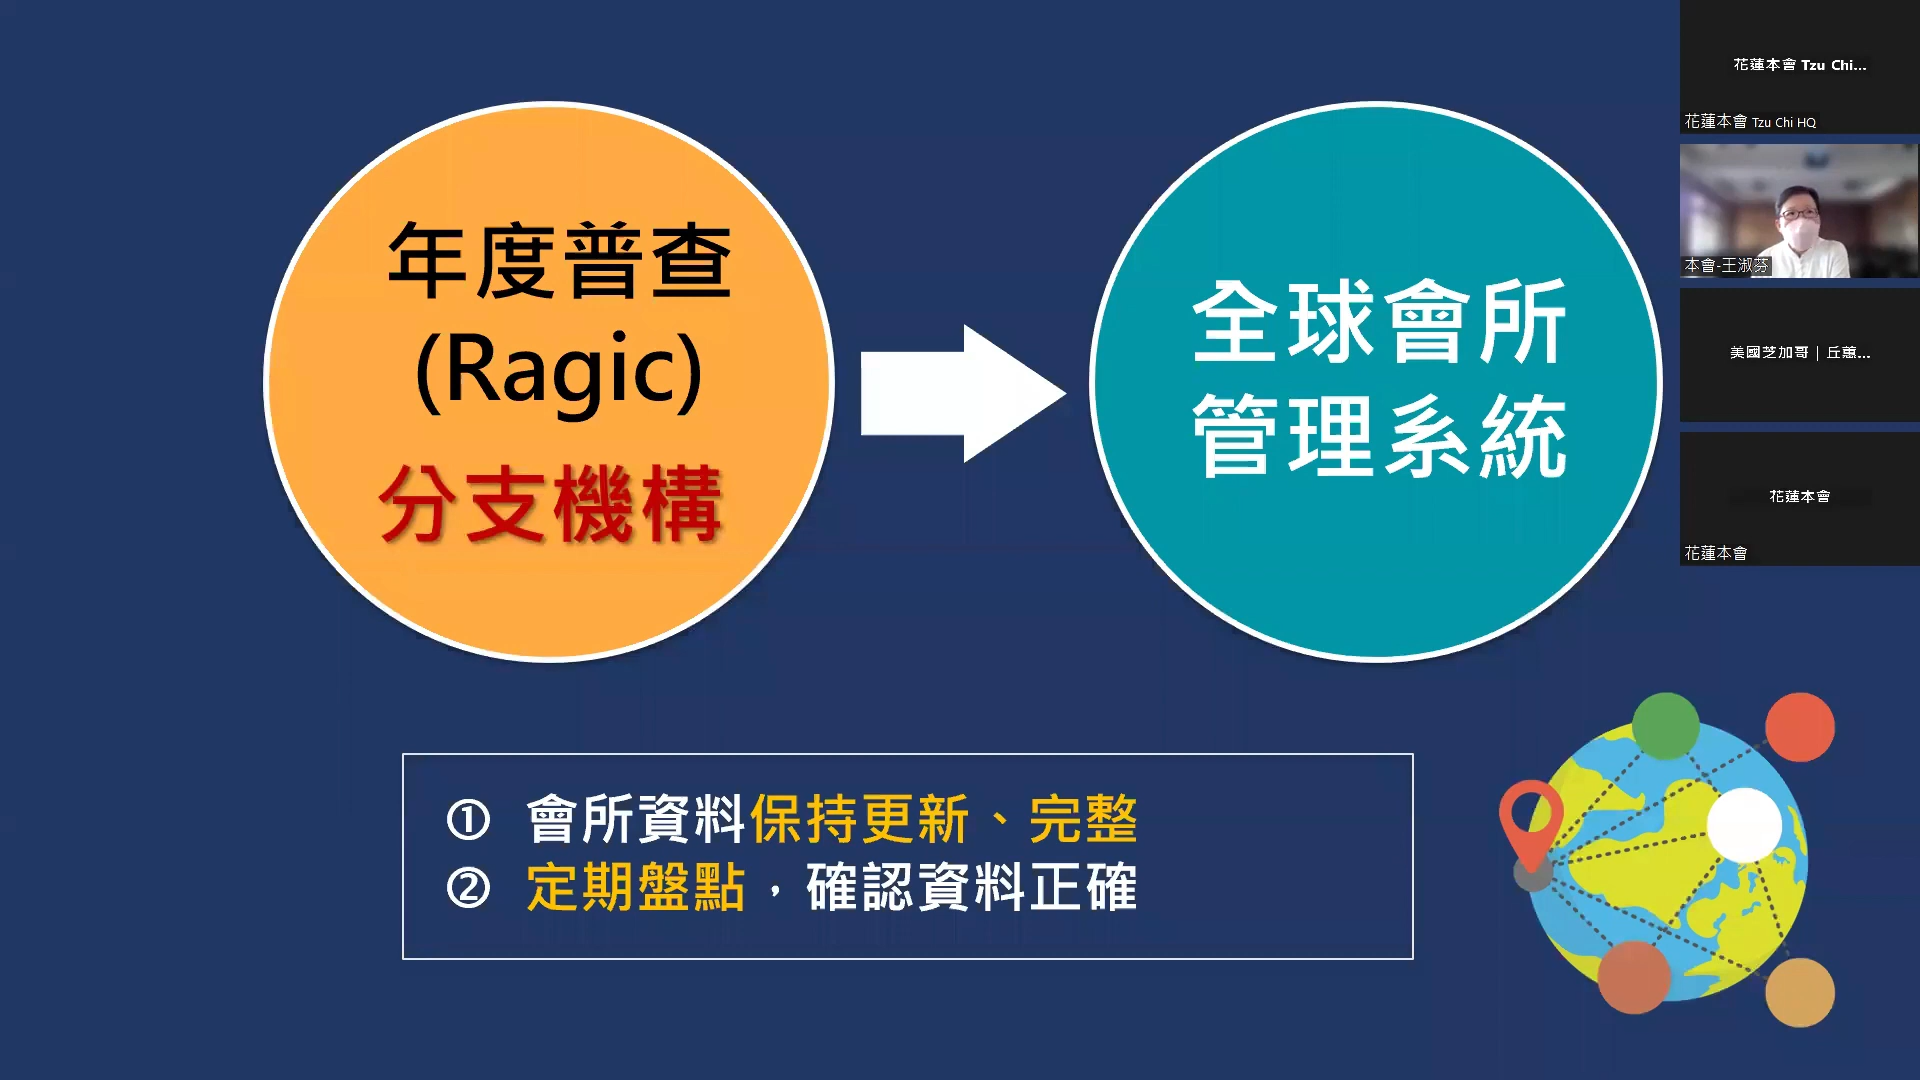 年度普查
(Ragic)
分支機構
全球會所
管理系統
① 會所資料保持更新、完整
② 定期盤點，確認資料正確
花蓮本會 Tzu Chi...
花蓮本會 Tzu Chi HQ
本會-王淑芬
美國芝加哥｜丘蕙...
花蓮本會
花蓮本會